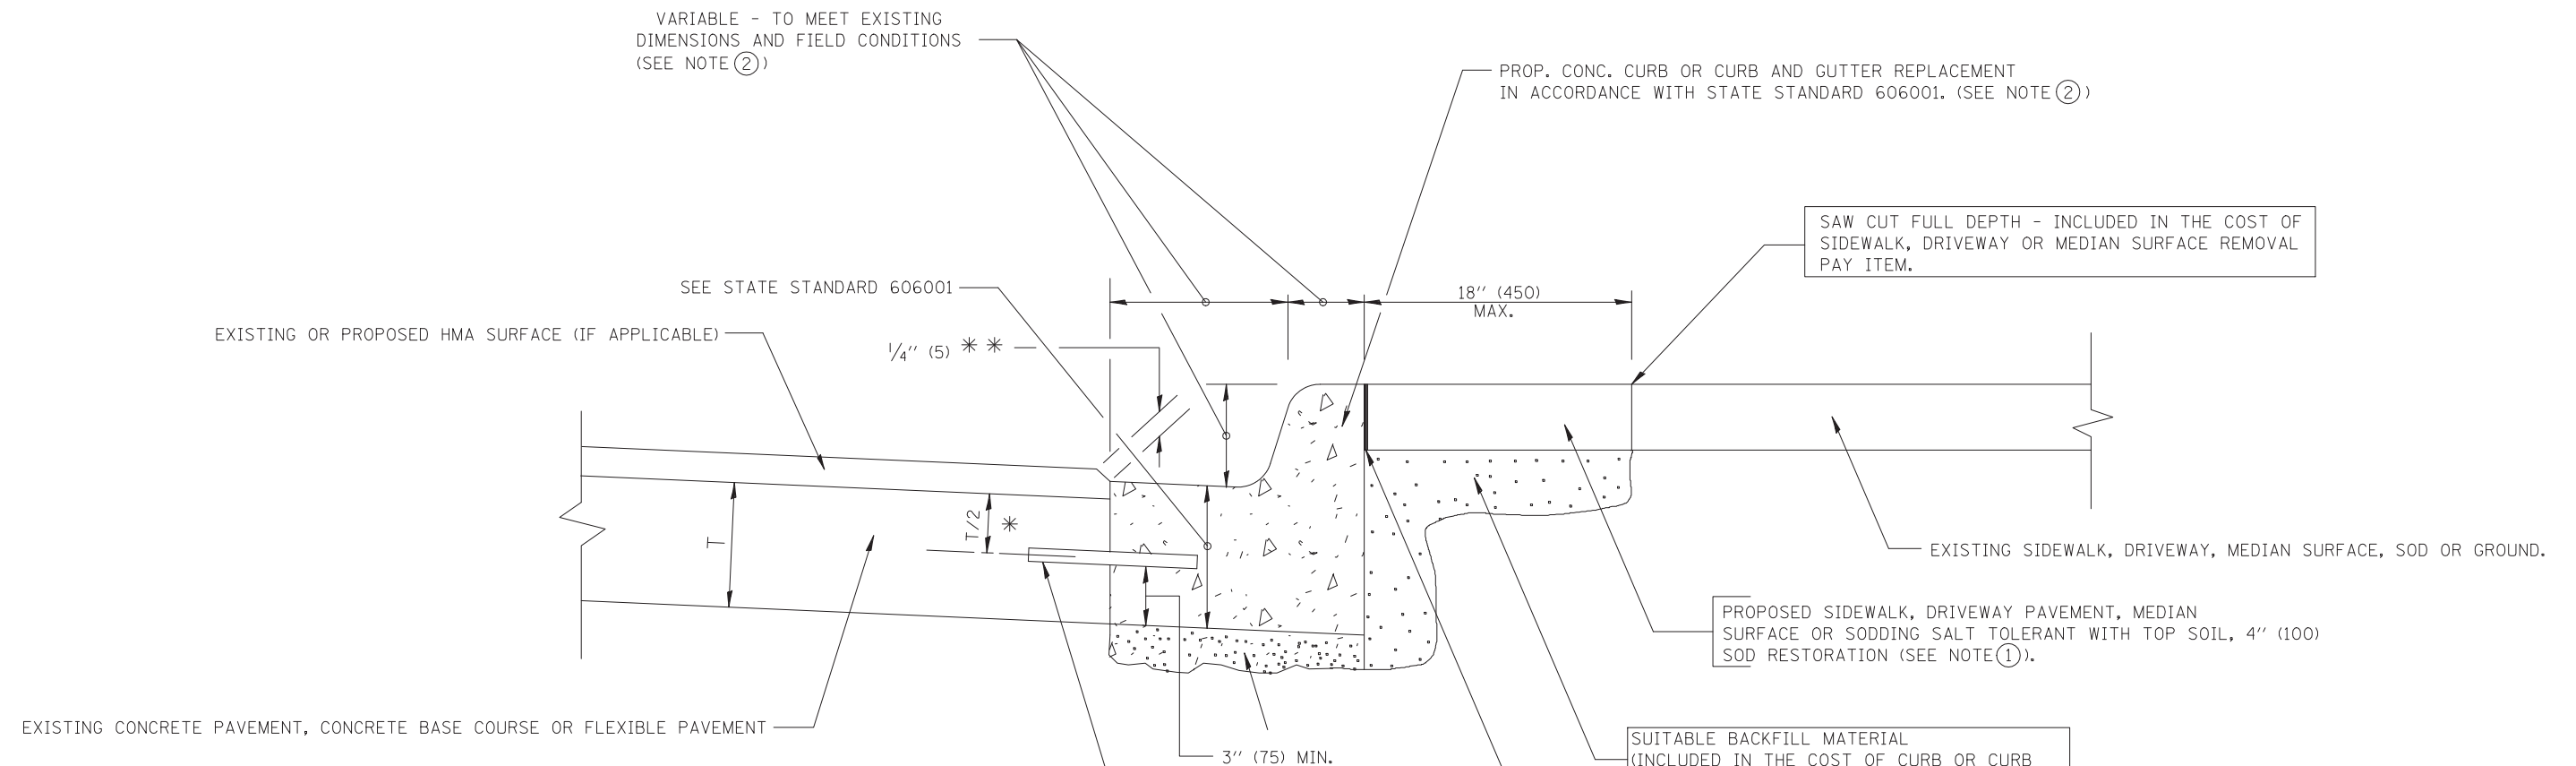 VARIABLE - TO MEET EXISTING
DIMENSIONS AND FIELD CONDITIONS
(SEE NOTE 2)
PROP. CONC. CURB OR CURB AND GUTTER REPLACEMENT
IN ACCORDANCE WITH STATE STANDARD 606001. (SEE NOTE 2)
SAW CUT FULL DEPTH - INCLUDED IN THE COST OF
SIDEWALK, DRIVEWAY OR MEDIAN SURFACE REMOVAL
PAY ITEM.
SEE STATE STANDARD 606001
18" (450)
MAX.
EXISTING OR PROPOSED HMA SURFACE (IF APPLICABLE)
1/4" (5) * *
T
T/2 *
EXISTING SIDEWALK, DRIVEWAY, MEDIAN SURFACE, SOD OR GROUND.
PROPOSED SIDEWALK, DRIVEWAY PAVEMENT, MEDIAN
SURFACE OR SODDING SALT TOLERANT WITH TOP SOIL, 4" (100)
SOD RESTORATION (SEE NOTE 1).
EXISTING CONCRETE PAVEMENT, CONCRETE BASE COURSE OR FLEXIBLE PAVEMENT
3" (75) MIN.
SUITABLE BACKFILL MATERIAL
(INCLUDED IN THE COST OF CURB OR CURB